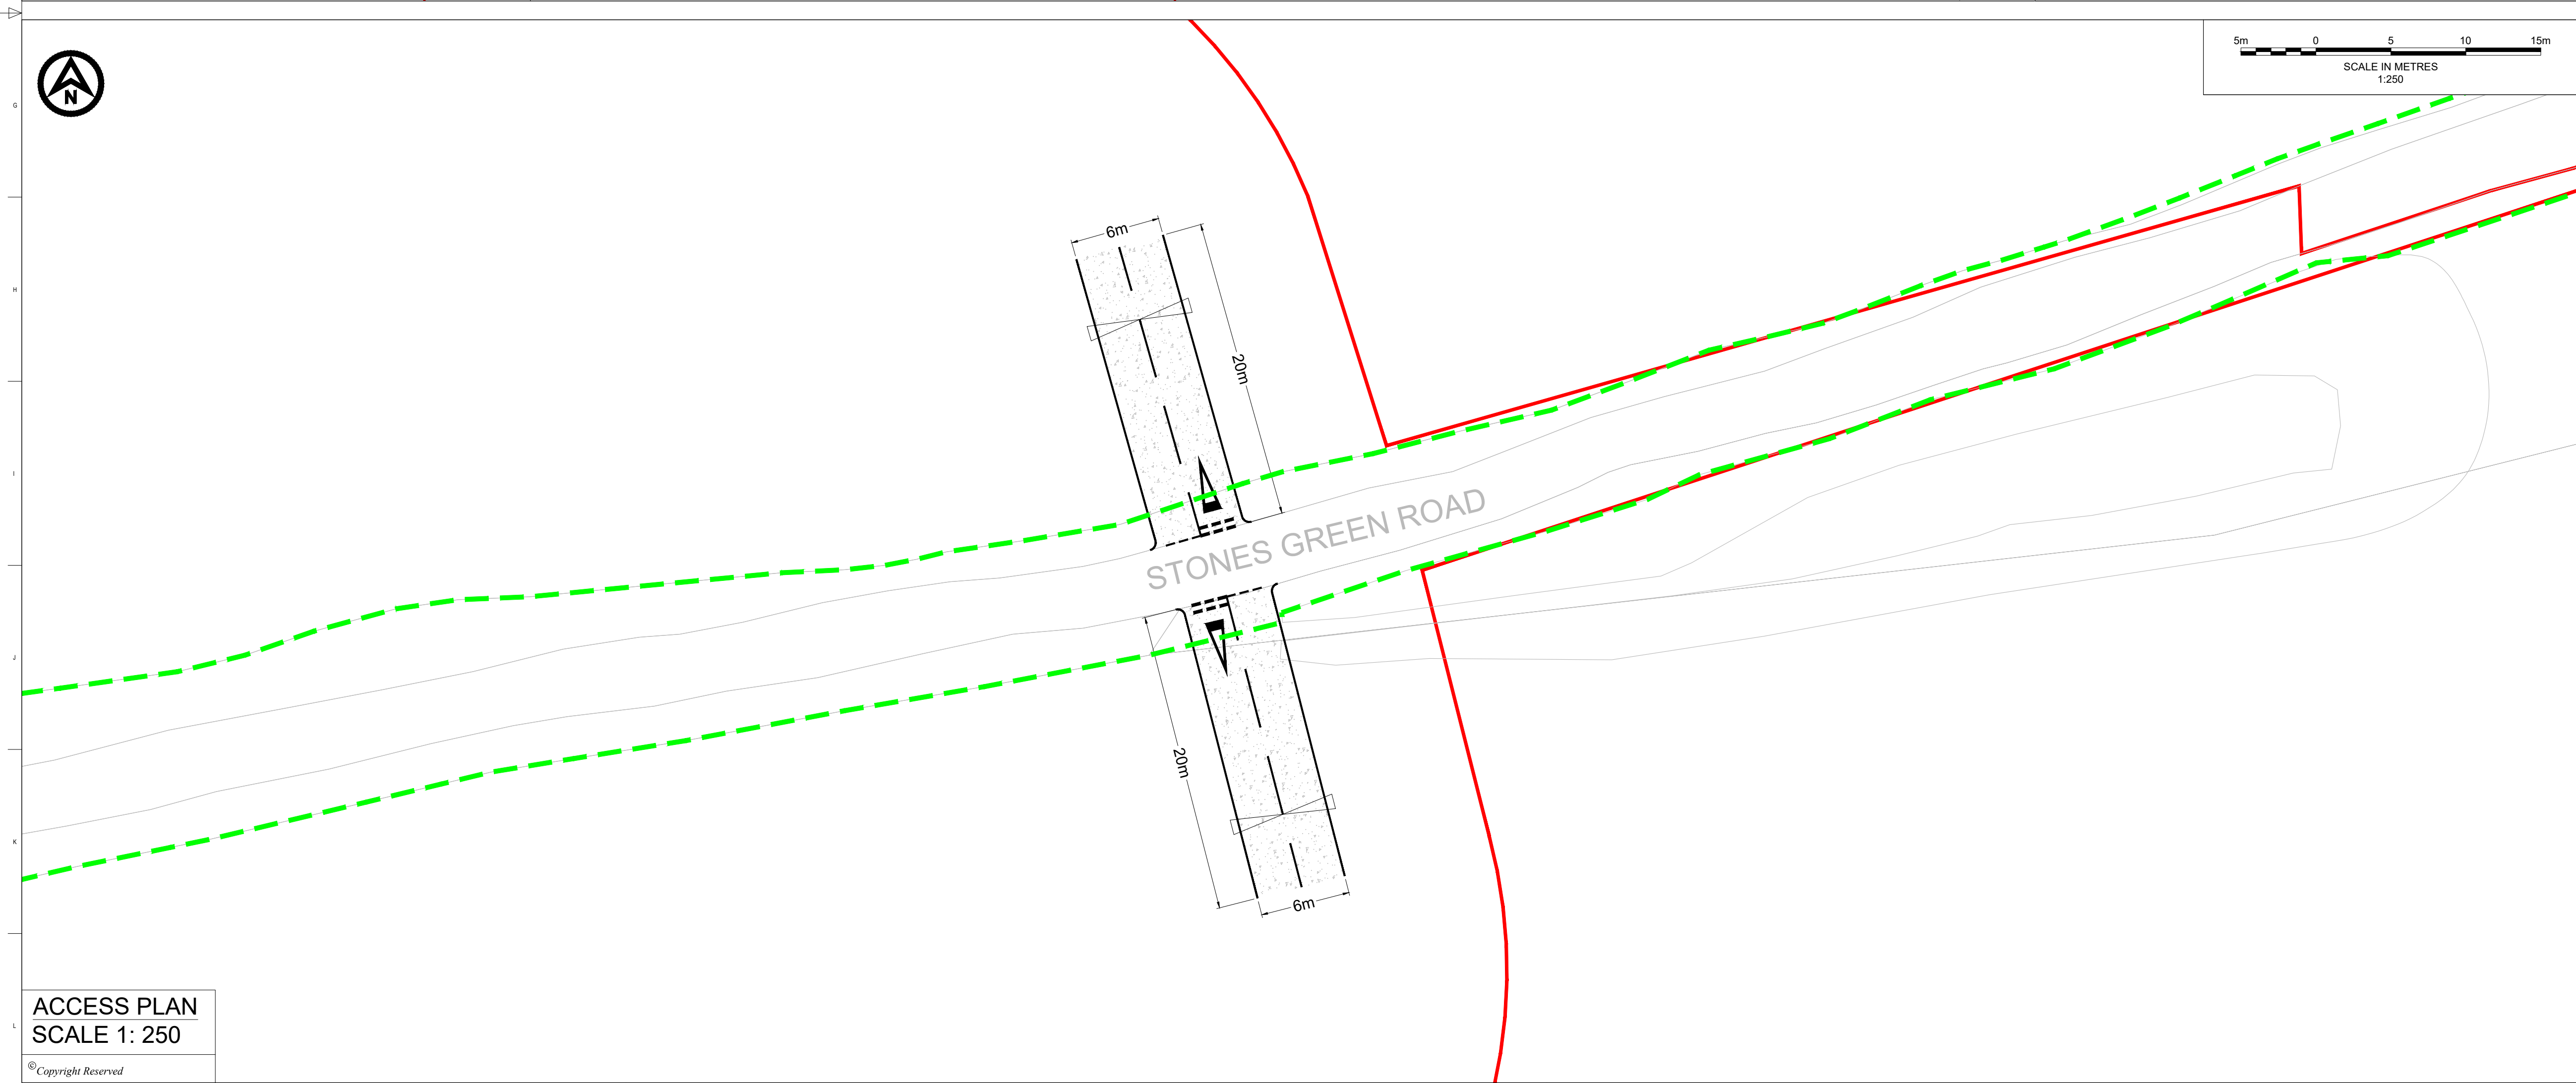 G
H
I
J
K
L
N
5m 0 5 10 15m
SCALE IN METRES
1:250
6m
20m
STONES GREEN ROAD
20m
6m
ACCESS PLAN
SCALE 1: 250
©Copyright Reserved